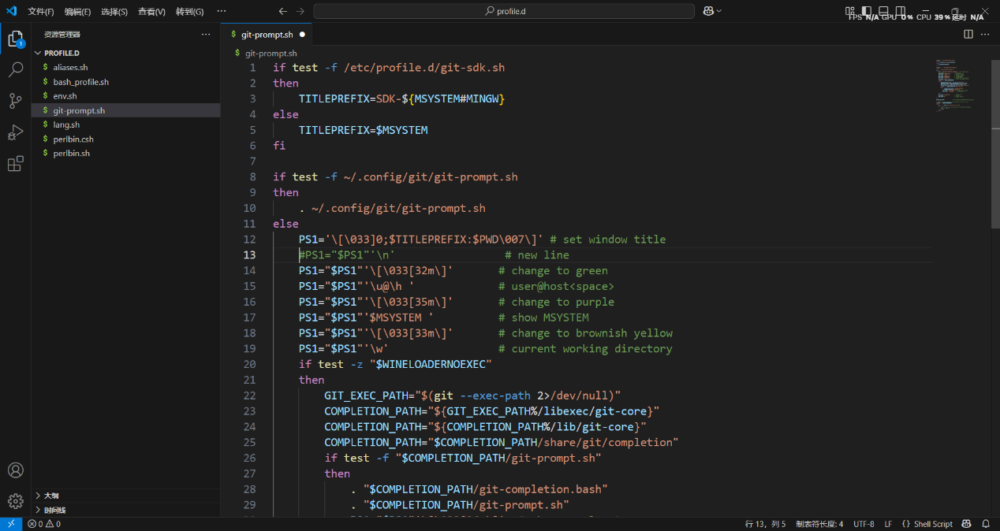 文件(F) 编辑(E) 选择(S) 查看(V) 转到(G) ··· profile.d
FPS N/A GPU 0% CPU 39% 延时 N/A
资源管理器 ···
PROFILE.D
$ aliases.sh
$ bash_profile.sh
$ env.sh
$ git-prompt.sh
$ lang.sh
$ perlbin.csh
$ perlbin.sh
大纲
时间线
1
$ git-prompt.sh ●
$ git-prompt.sh
1 if test -f /etc/profile.d/git-sdk.sh
2 then
3 TITLEPREFIX=SDK-${MSYSTEM#MINGW}
4 else
5 TITLEPREFIX=$MSYSTEM
6 fi
7
8 if test -f ~/.config/git/git-prompt.sh
9 then
10 . ~/.config/git/git-prompt.sh
11 else
12 PS1='\[\033]0;$TITLEPREFIX:$PWD\007\]' # set window title
13 #PS1="$PS1"'\n' # new line
14 PS1="$PS1"'\[\033[32m\]' # change to green
15 PS1="$PS1"'\u@\h ' # user@host<space>
16 PS1="$PS1"'\[\033[35m\]' # change to purple
17 PS1="$PS1"'$MSYSTEM ' # show MSYSTEM
18 PS1="$PS1"'\[\033[33m\]' # change to brownish yellow
19 PS1="$PS1"'\w' # current working directory
20 if test -z "$WINELOADERNOEXEC"
21 then
22 GIT_EXEC_PATH="$(git --exec-path 2>/dev/null)"
23 COMPLETION_PATH="${GIT_EXEC_PATH%/libexec/git-core}"
24 COMPLETION_PATH="${COMPLETION_PATH%/lib/git-core}"
25 COMPLETION_PATH="$COMPLETION_PATH/share/git/completion"
26 if test -f "$COMPLETION_PATH/git-prompt.sh"
27 then
28 . "$COMPLETION_PATH/git-completion.bash"
29 . "$COMPLETION_PATH/git-prompt.sh"
0 0 行 13，列 5 制表符长度: 4 UTF-8 LF {} Shell Script